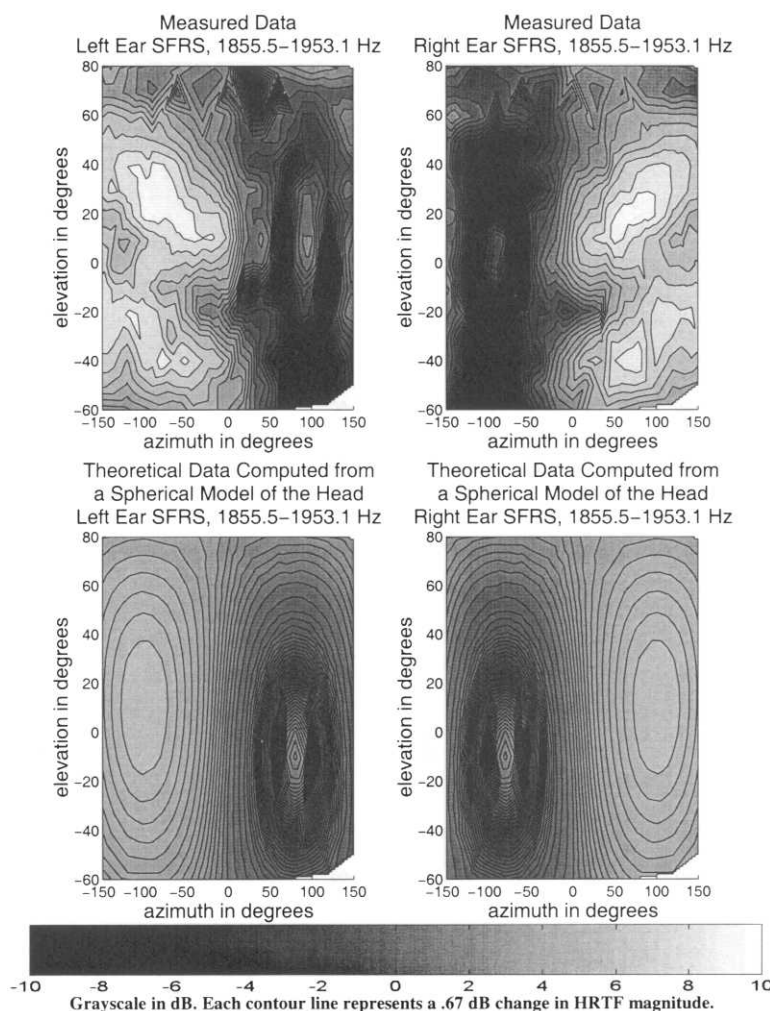 Measured Data
Left Ear SFRS, 1855.5–1953.1 Hz
80
60
40
20
0
−20
−40
−60
elevation in degrees
−150 −100 −50 0 50 100 150
azimuth in degrees
Measured Data
Right Ear SFRS, 1855.5–1953.1 Hz
80
60
40
20
0
−20
−40
−60
elevation in degrees
−150 −100 −50 0 50 100 150
azimuth in degrees
Theoretical Data Computed from
a Spherical Model of the Head
Left Ear SFRS, 1855.5–1953.1 Hz
80
60
40
20
0
−20
−40
−60
elevation in degrees
−150 −100 −50 0 50 100 150
azimuth in degrees
Theoretical Data Computed from
a Spherical Model of the Head
Right Ear SFRS, 1855.5–1953.1 Hz
80
60
40
20
0
−20
−40
−60
elevation in degrees
−150 −100 −50 0 50 100 150
azimuth in degrees
-10 -8 -6 -4 -2 0 2 4 6 8 10
Grayscale in dB. Each contour line represents a .67 dB change in HRTF magnitude.